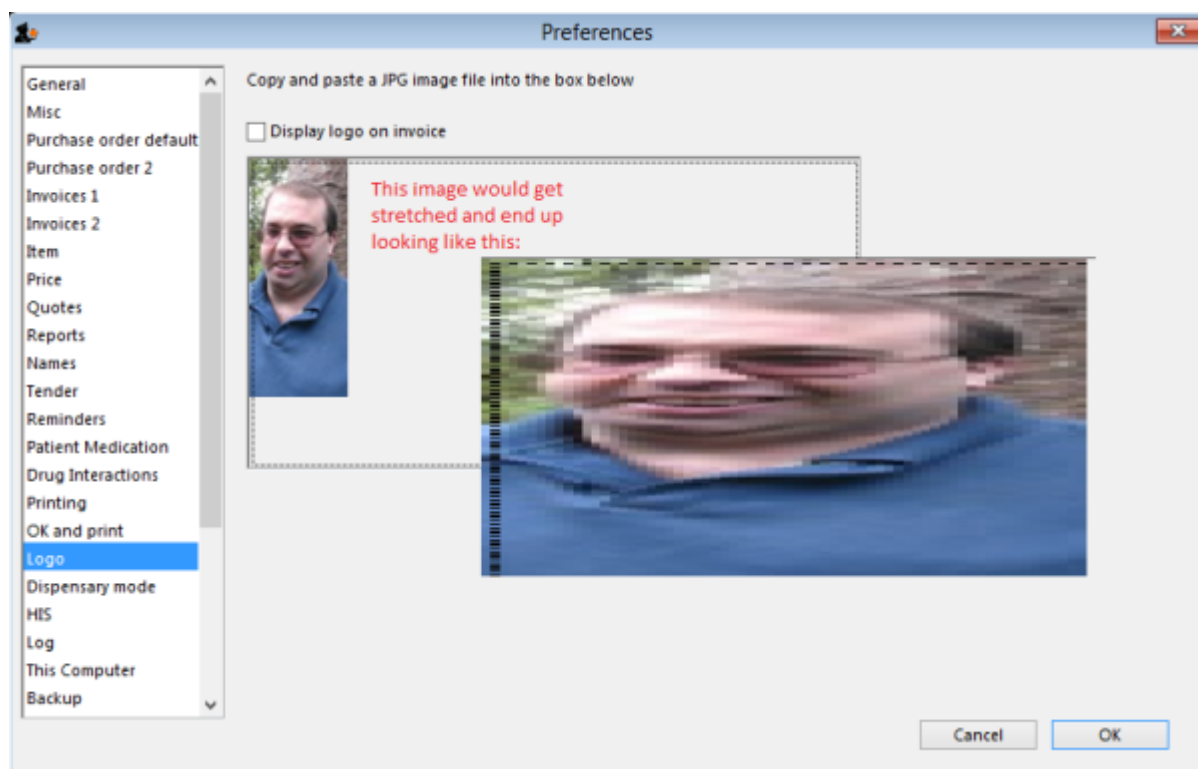 Preferences
General
Misc
Purchase order default
Purchase order 2
Invoices 1
Invoices 2
Item
Price
Quotes
Reports
Names
Tender
Reminders
Patient Medication
Drug Interactions
Printing
OK and print
Logo
Dispensary mode
HIS
Log
This Computer
Backup
Copy and paste a JPG image file into the box below
Display logo on invoice
This image would get
stretched and end up
looking like this:
Cancel
OK